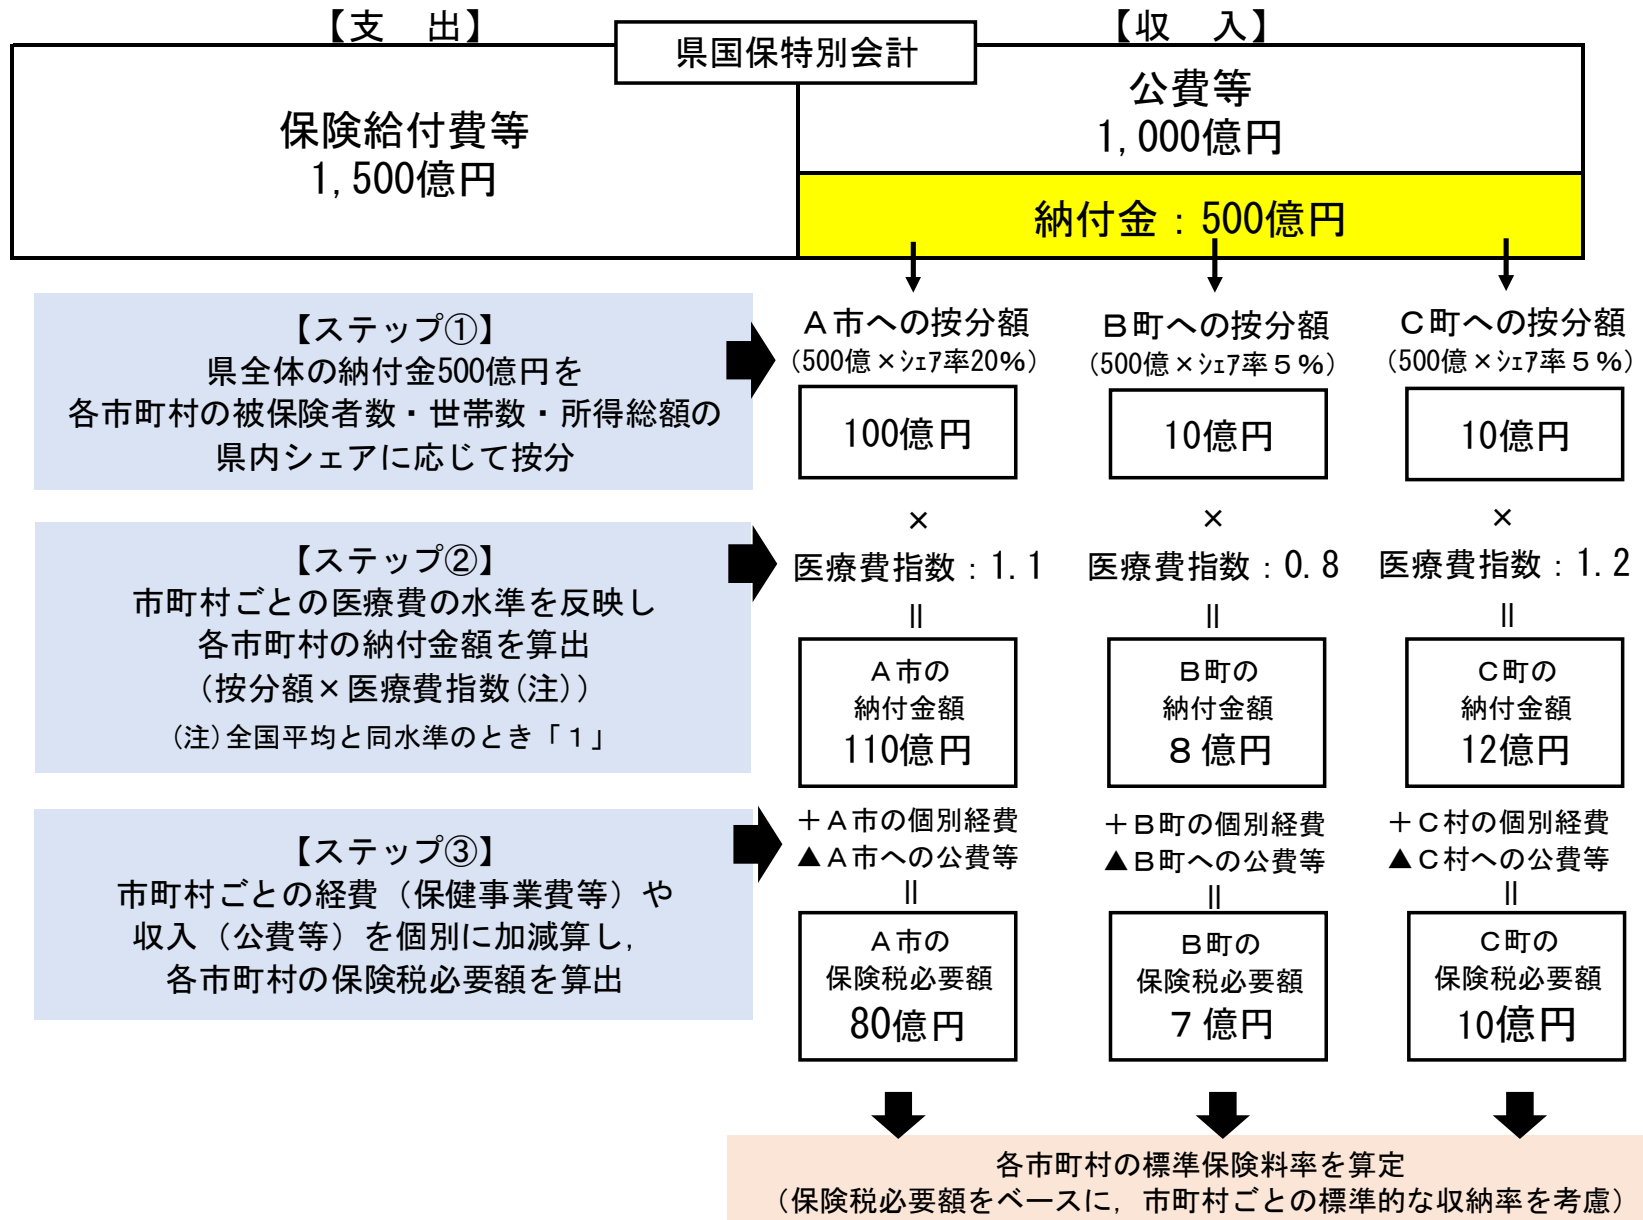 【支　出】
【収　入】
県国保特別会計
保険給付費等
1,500億円
公費等
1,000億円
納付金：500億円
【ステップ①】
県全体の納付金500億円を
各市町村の被保険者数・世帯数・所得総額の
県内シェアに応じて按分
Ａ市への按分額
(500億×ｼｪｱ率20%)
100億円
Ｂ町への按分額
(500億×ｼｪｱ率５%)
10億円
Ｃ町への按分額
(500億×ｼｪｱ率５%)
10億円
【ステップ②】
市町村ごとの医療費の水準を反映し
各市町村の納付金額を算出
（按分額×医療費指数(注)）
(注)全国平均と同水準のとき「１」
×
医療費指数：1.1
＝
Ａ市の
納付金額
110億円
×
医療費指数：0.8
＝
Ｂ町の
納付金額
８億円
×
医療費指数：1.2
＝
Ｃ町の
納付金額
12億円
【ステップ③】
市町村ごとの経費（保健事業費等）や
収入（公費等）を個別に加減算し，
各市町村の保険税必要額を算出
＋Ａ市の個別経費
▲Ａ市への公費等
＝
Ａ市の
保険税必要額
80億円
＋Ｂ町の個別経費
▲Ｂ町への公費等
＝
Ｂ町の
保険税必要額
７億円
＋Ｃ村の個別経費
▲Ｃ村への公費等
＝
Ｃ町の
保険税必要額
10億円
各市町村の標準保険料率を算定
（保険税必要額をベースに，市町村ごとの標準的な収納率を考慮）